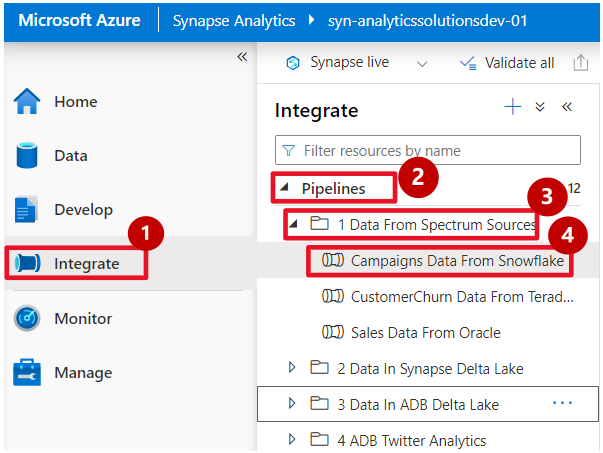 Microsoft Azure Synapse Analytics syn-analyticssolutionsdev-01
Synapse live Validate all
Home
Integrate
Filter resources by name
Data
2
Pipelines 12
3
Develop
1 Data From Spectrum Sources
1
4
Integrate
Campaigns Data From Snowflake
CustomerChurn Data From Terad...
Monitor
Sales Data From Oracle
Manage
2 Data In Synapse Delta Lake
3 Data In ADB Delta Lake ...
4 ADB Twitter Analytics